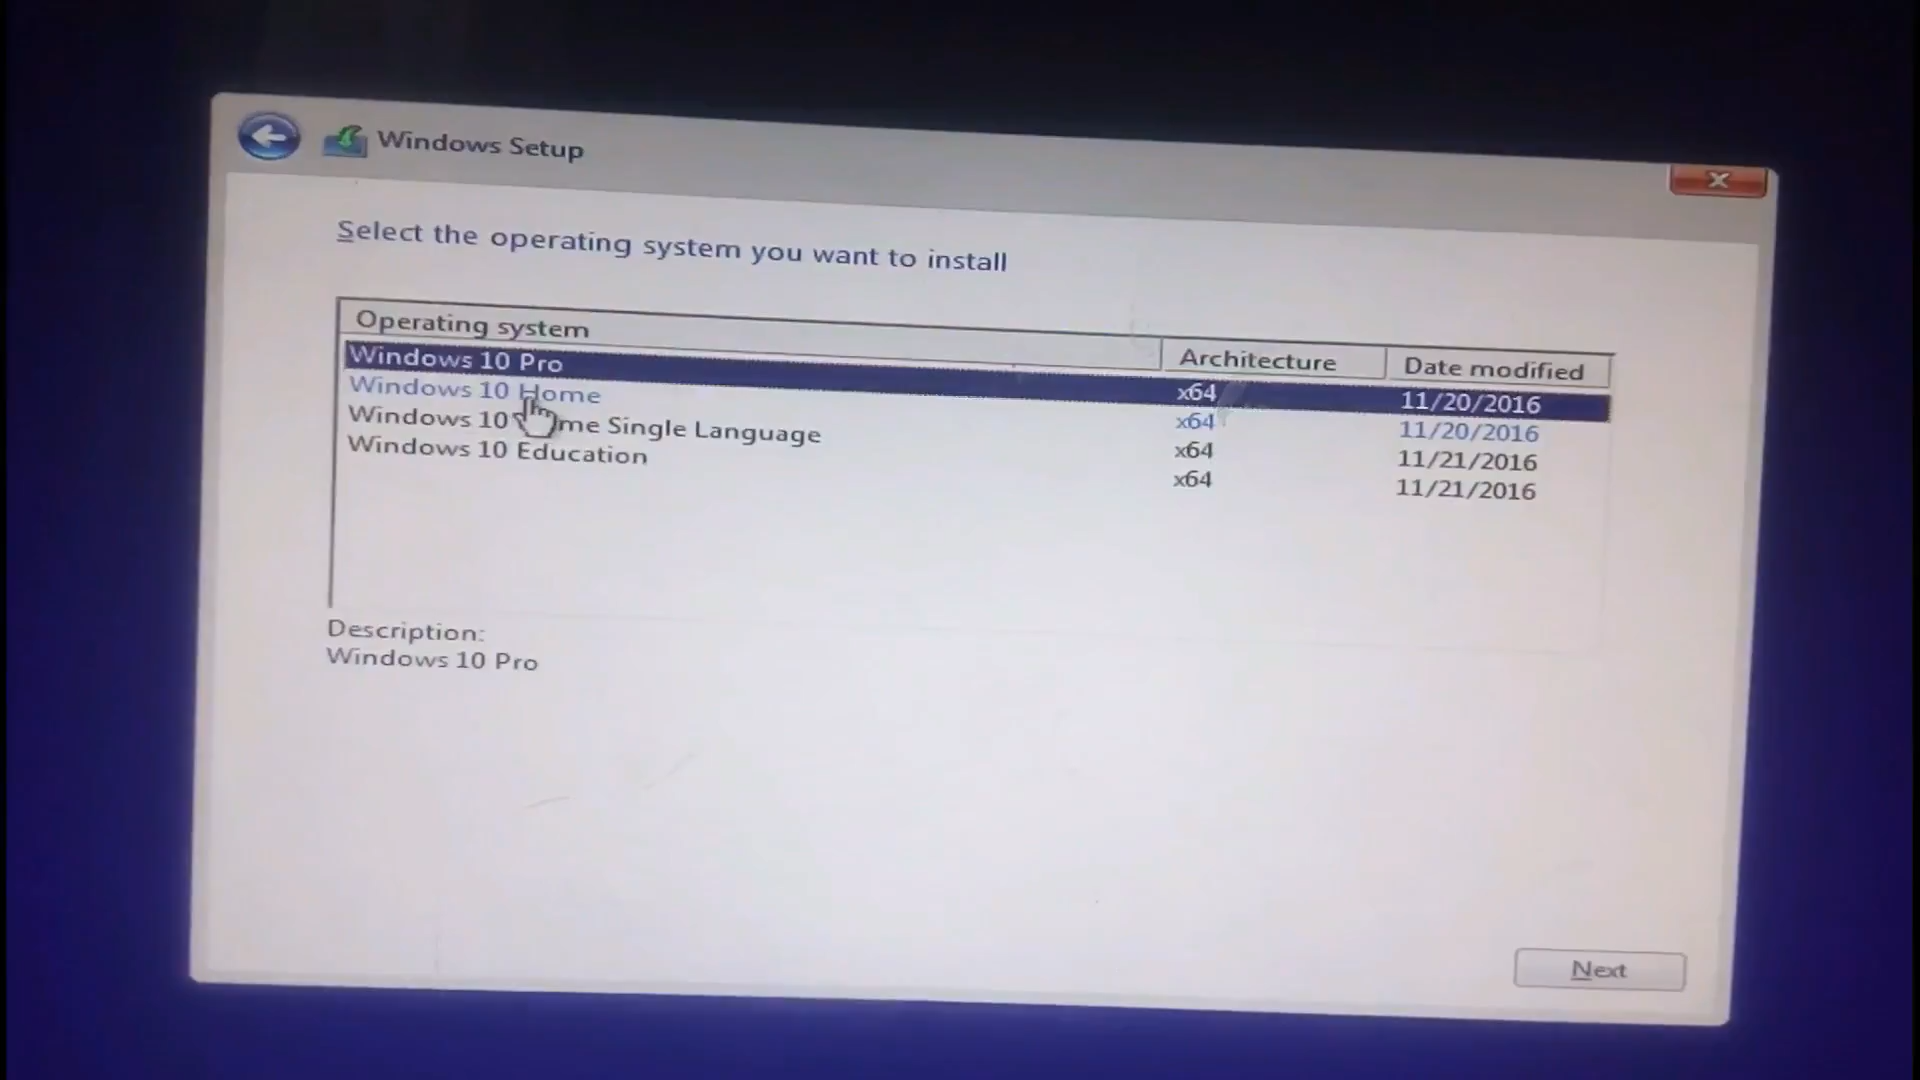 Windows Setup
Select the operating system you want to install
Operating system Architecture Date modified
Windows 10 Pro x64 11/20/2016
Windows 10 Home x64 11/20/2016
Windows 10 me Single Language x64 11/21/2016
Windows 10 Education x64 11/21/2016
Description:
Windows 10 Pro
Next